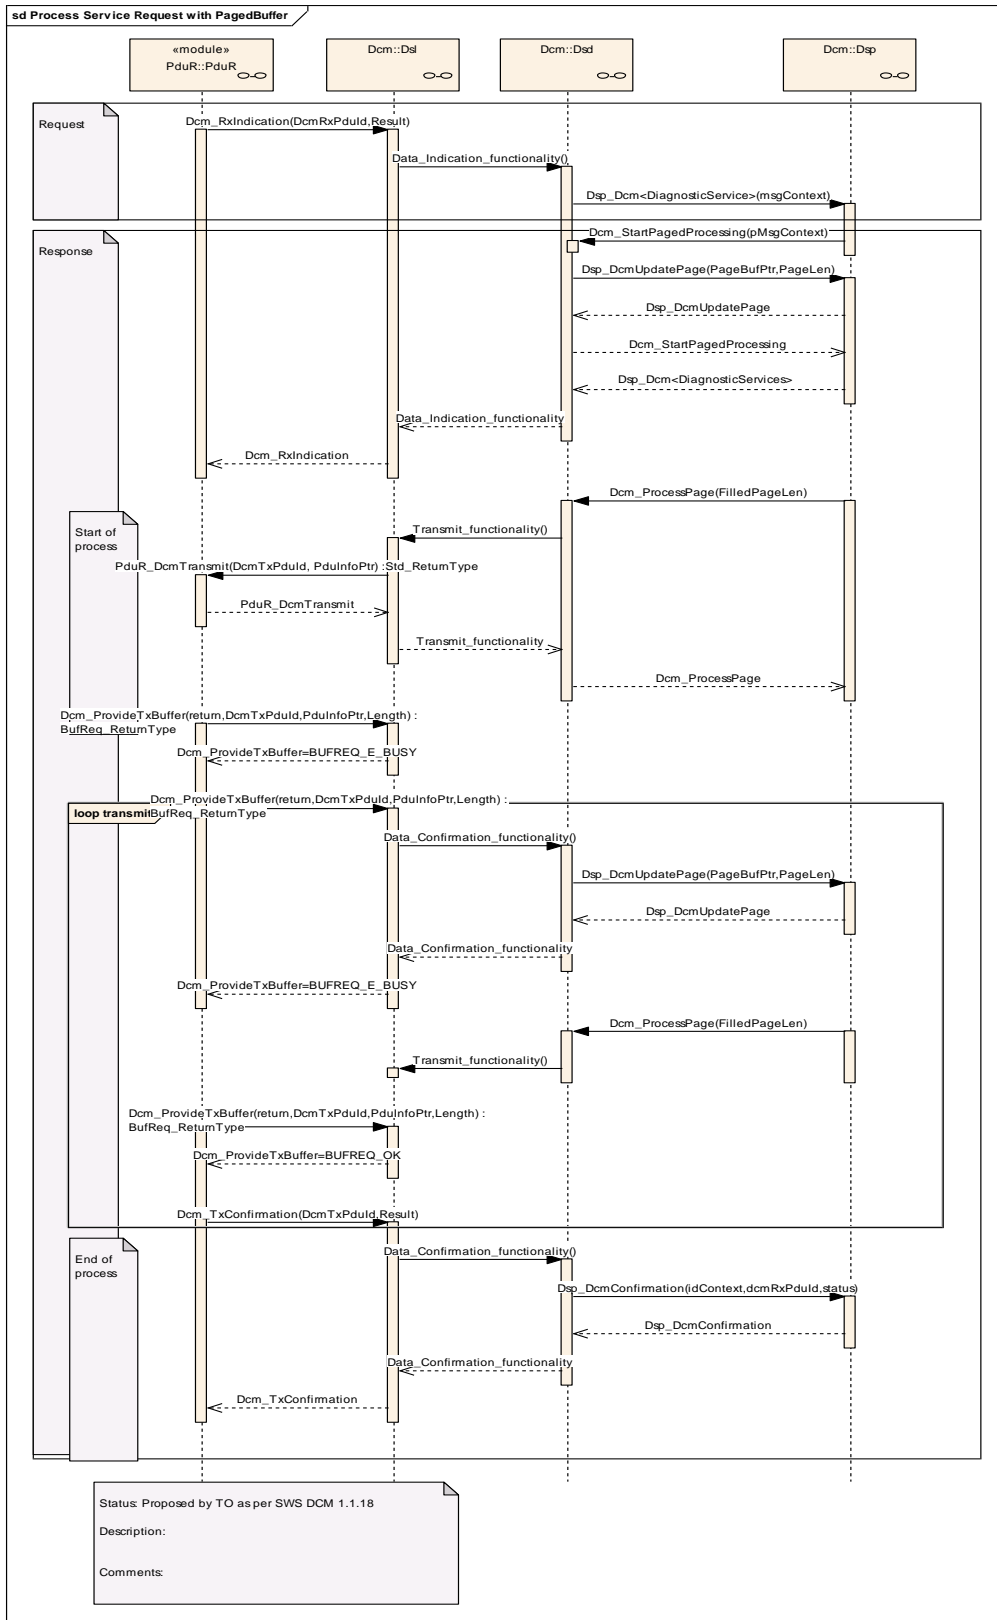 sd Process Service Request with PagedBuffer
«module»
PduR::PduR
Dcm::Dsl
Dcm::Dsd
Dcm::Dsp
Request
Dcm_RxIndication(DcmRxPduId,Result)
Data_Indication_functionality()
Dsp_Dcm<DiagnosticService>(msgContext)
Response
Dcm_StartPagedProcessing(pMsgContext)
Dsp_DcmUpdatePage(PageBufPtr,PageLen)
Dsp_DcmUpdatePage
Dcm_StartPagedProcessing
Dsp_Dcm<DiagnosticServices>
Data_Indication_functionality
Dcm_RxIndication
Dcm_ProcessPage(FilledPageLen)
Start of
process
Transmit_functionality()
PduR_DcmTransmit(DcmTxPduId, PduInfoPtr) :Std_ReturnType
PduR_DcmTransmit
Transmit_functionality
Dcm_ProcessPage
Dcm_ProvideTxBuffer(return,DcmTxPduId,PduInfoPtr,Length) :
BufReq_ReturnType
Dcm_ProvideTxBuffer=BUFREQ_E_BUSY
Dcm_ProvideTxBuffer(return,DcmTxPduId,PduInfoPtr,Length) :
loop transmit
BufReq_ReturnType
Data_Confirmation_functionality()
Dsp_DcmUpdatePage(PageBufPtr,PageLen)
Dsp_DcmUpdatePage
Data_Confirmation_functionality
Dcm_ProvideTxBuffer=BUFREQ_E_BUSY
Dcm_ProcessPage(FilledPageLen)
Transmit_functionality()
Dcm_ProvideTxBuffer(return,DcmTxPduId,PduInfoPtr,Length) :
BufReq_ReturnType
Dcm_ProvideTxBuffer=BUFREQ_OK
Dcm_TxConfirmation(DcmTxPduId,Result)
End of
process
Data_Confirmation_functionality()
Dsp_DcmConfirmation(idContext,dcmRxPduId,status)
Dsp_DcmConfirmation
Data_Confirmation_functionality
Dcm_TxConfirmation
Status: Proposed by TO as per SWS DCM 1.1.18
Description:
Comments: